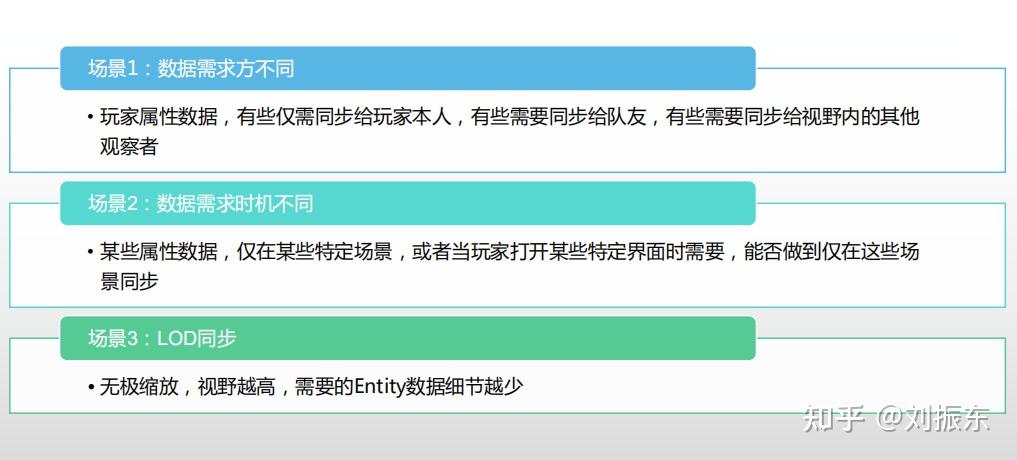 场景1：数据需求方不同
• 玩家属性数据，有些仅需同步给玩家本人，有些需要同步给队友，有些需要同步给视野内的其他
观察者
场景2：数据需求时机不同
• 某些属性数据，仅在某些特定场景，或者当玩家打开某些特定界面时需要，能否做到仅在这些场
景同步
场景3：LOD同步
• 无极缩放，视野越高，需要的Entity数据细节越少
知乎 @刘振东